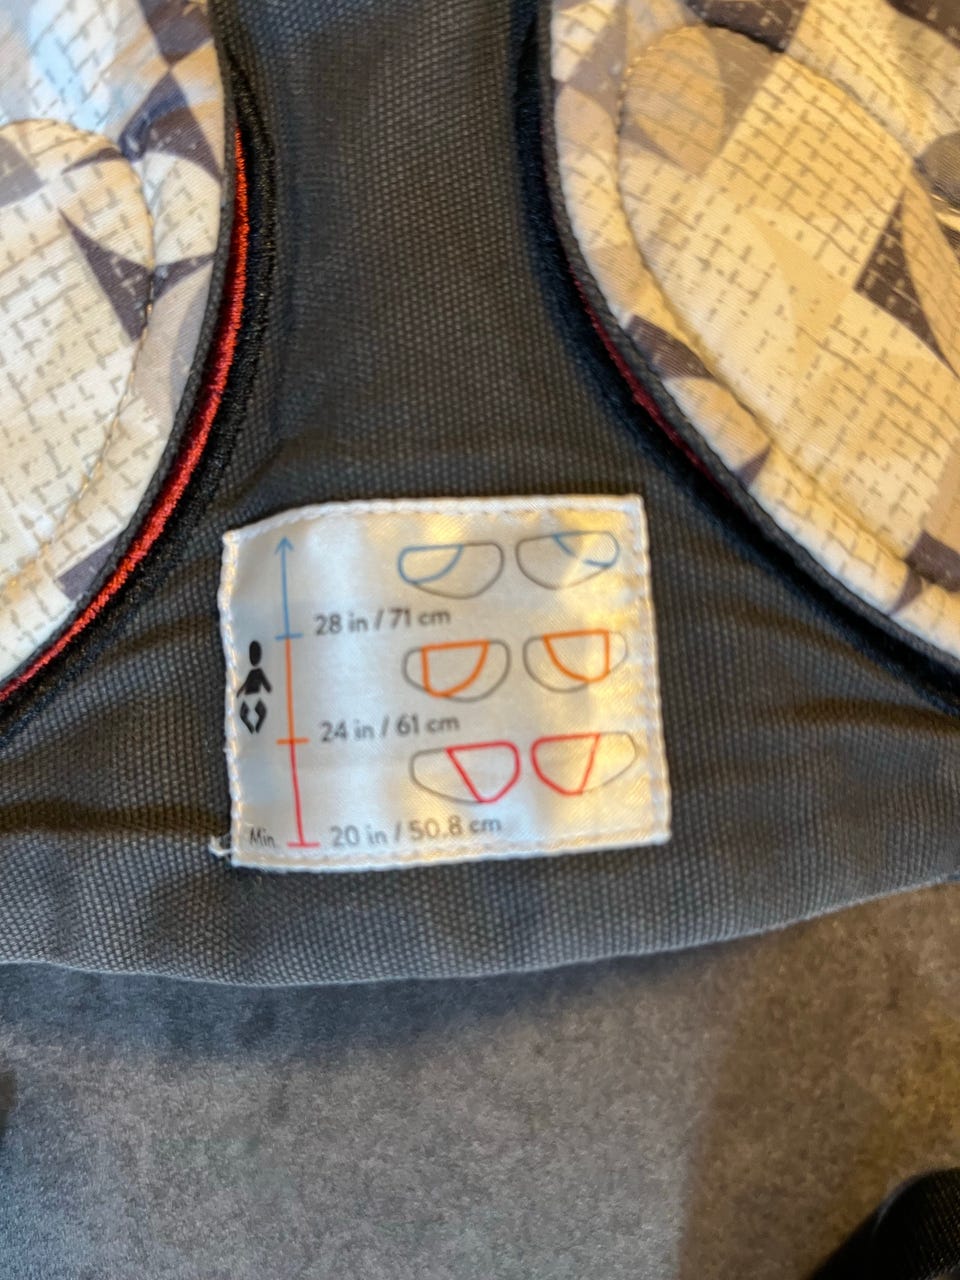 28 in / 71 cm
24 in / 61 cm
Min. 20 in / 50.8 cm